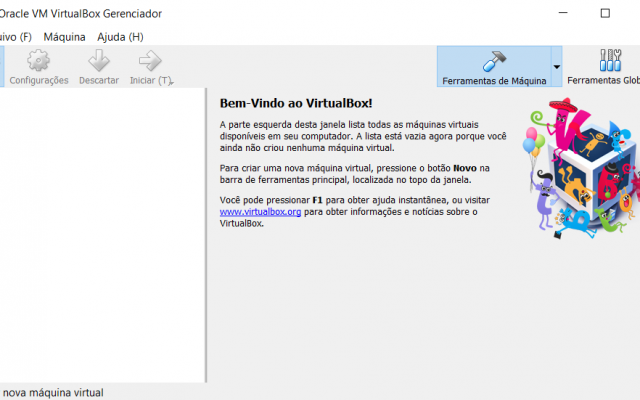 Oracle VM VirtualBox Gerenciador
uivo (F) Máquina Ajuda (H)
Configurações Descartar Iniciar (T) Ferramentas de Máquina Ferramentas Glob
Bem-Vindo ao VirtualBox!
A parte esquerda desta janela lista todas as máquinas virtuais
disponíveis em seu computador. A lista está vazia agora porque você
ainda não criou nenhuma máquina virtual.
Para criar uma nova máquina virtual, pressione o botão Novo na
barra de ferramentas principal, localizada no topo da janela.
Você pode pressionar F1 para obter ajuda instantânea, ou visitar
www.virtualbox.org para obter informações e notícias sobre o
VirtualBox.
nova máquina virtual